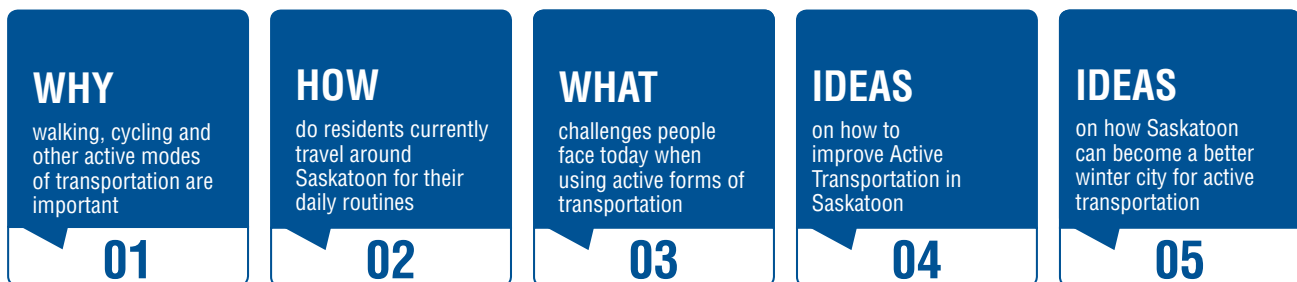 WHY
walking, cycling and
other active modes
of transportation are
important
01
HOW
do residents currently
travel around
Saskatoon for their
daily routines
02
WHAT
challenges people
face today when
using active forms of
transportation
03
IDEAS
on how to
improve Active
Transportation in
Saskatoon
04
IDEAS
on how Saskatoon
can become a better
winter city for active
transportation
05